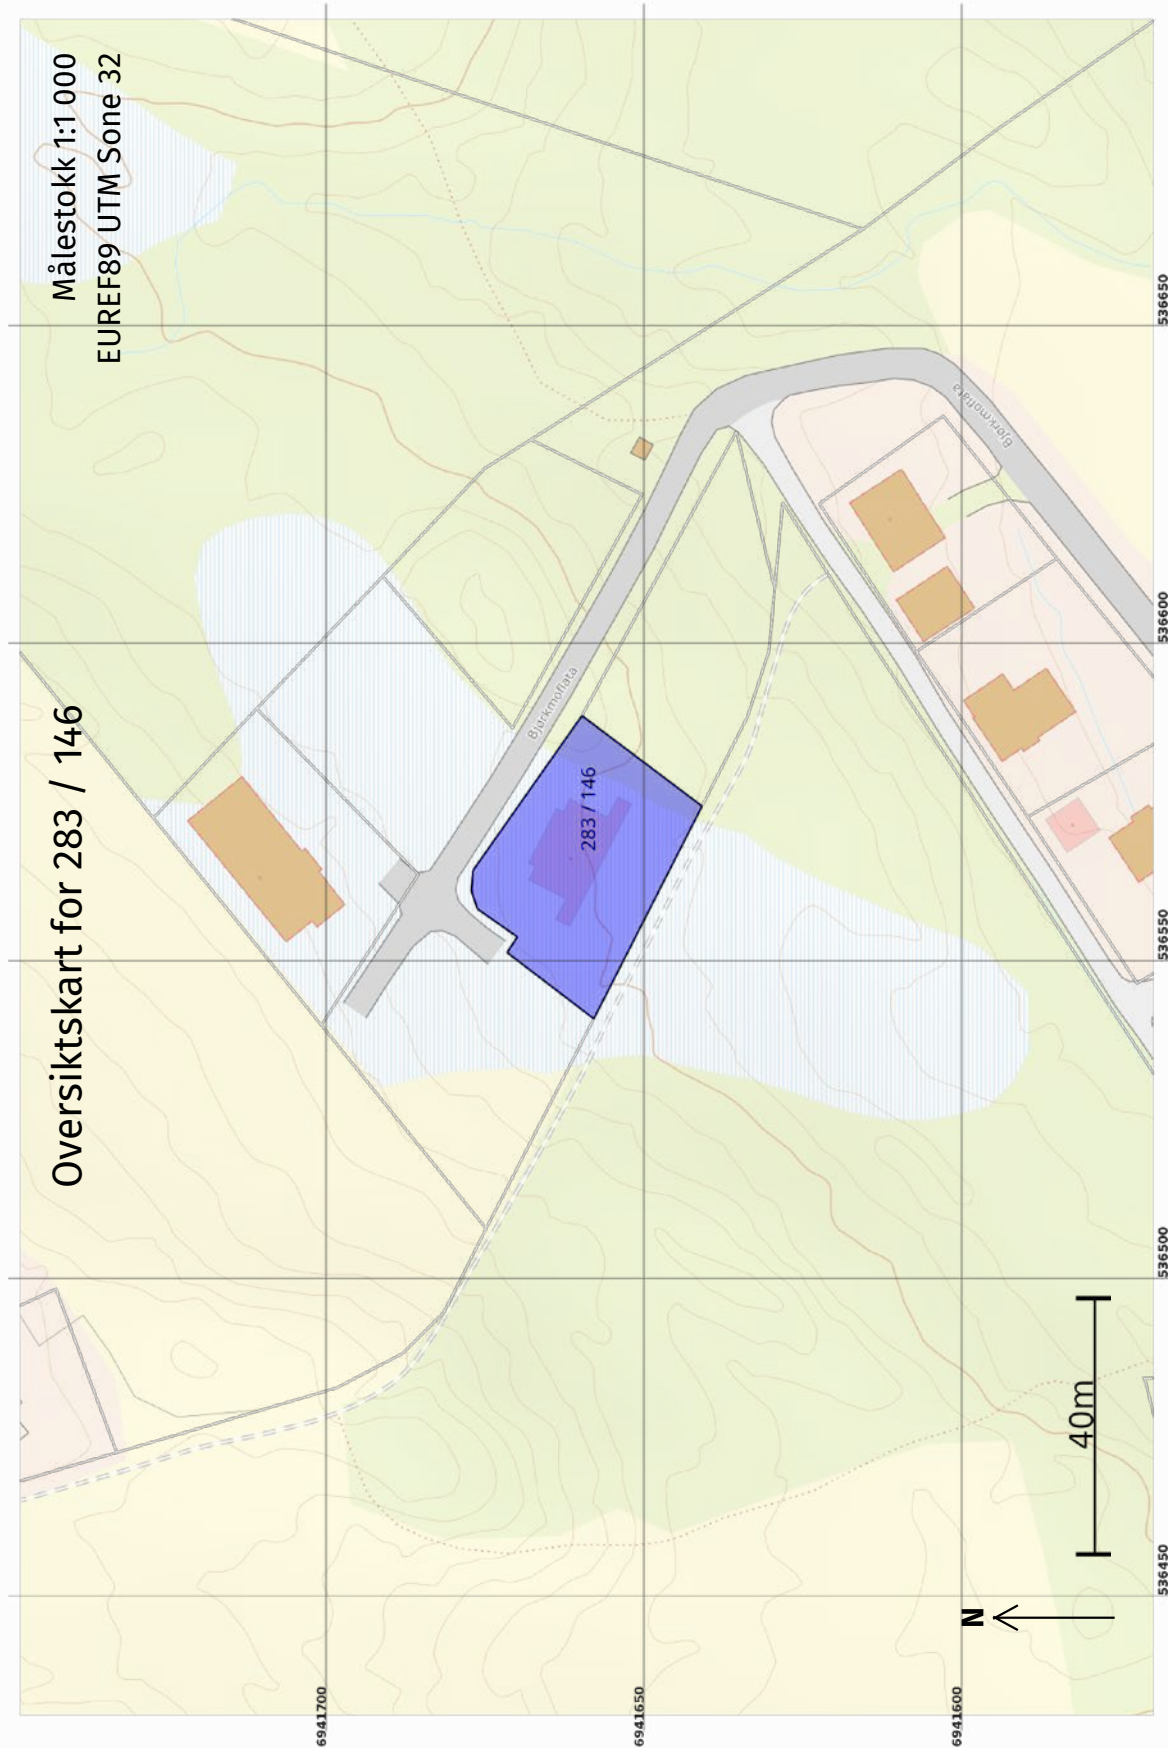 Oversiktskart for 283 / 146
Målestokk 1:1 000
EUREF89 UTM Sone 32
Bjørkmoflata
283 / 146
Bjørkmoflata
40m
N
6941700
6941650
6941600
536450
536500
536550
536600
536650